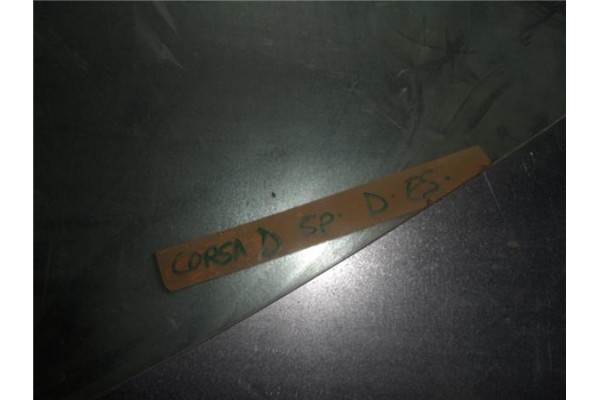 CORSA D SP. D. ES.